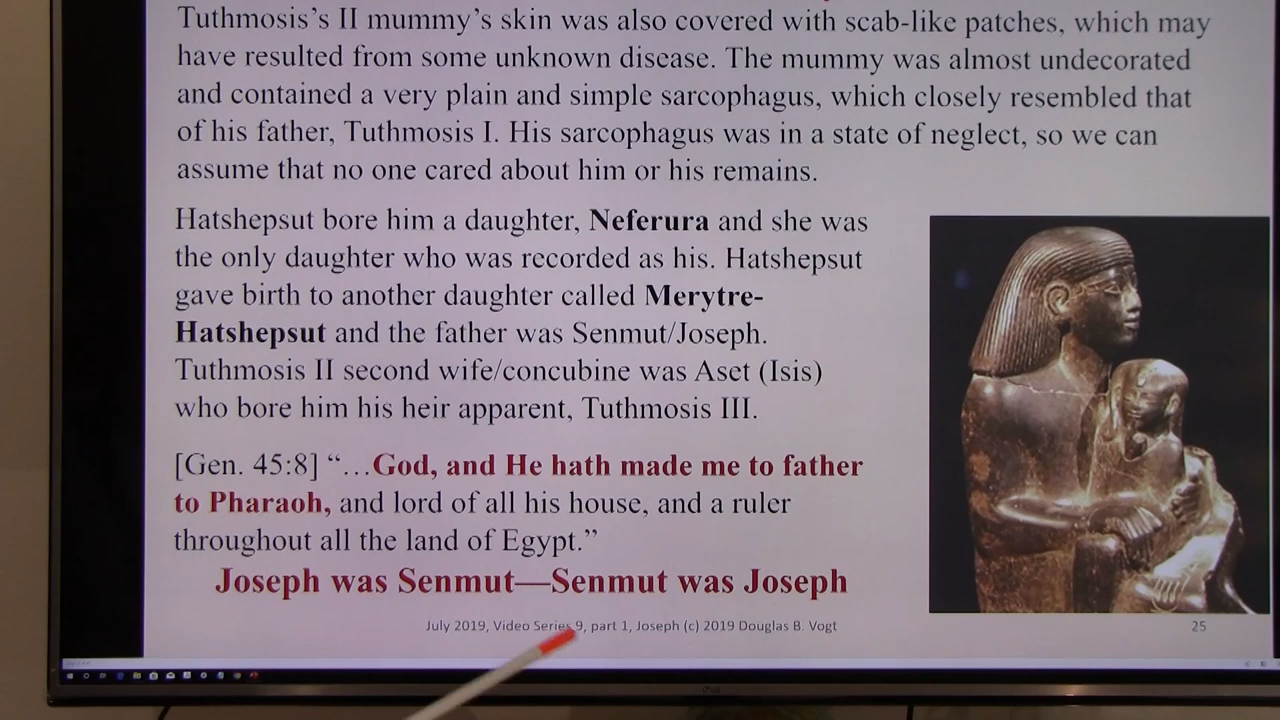 Tuthmosis's II mummy's skin was also covered with scab-like patches, which may
have resulted from some unknown disease. The mummy was almost undecorated
and contained a very plain and simple sarcophagus, which closely resembled that
of his father, Tuthmosis I. His sarcophagus was in a state of neglect, so we can
assume that no one cared about him or his remains.
Hatshepsut bore him a daughter, Neferura and she was
the only daughter who was recorded as his. Hatshepsut
gave birth to another daughter called Merytre-
Hatshepsut and the father was Senmut/Joseph.
Tuthmosis II second wife/concubine was Aset (Isis)
who bore him his heir apparent, Tuthmosis III.
[Gen. 45:8] “…God, and He hath made me to father
to Pharaoh, and lord of all his house, and a ruler
throughout all the land of Egypt.”
Joseph was Senmut—Senmut was Joseph
July 2019, Video Series 9, part 1, Joseph (c) 2019 Douglas B. Vogt
25